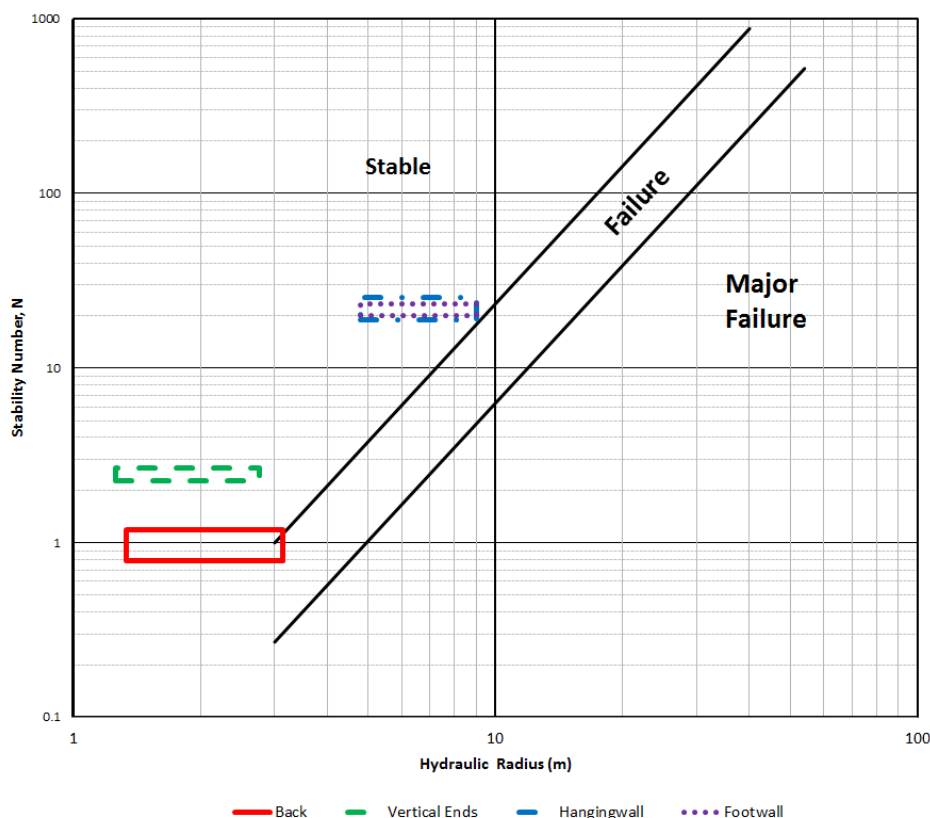 1000
100
10
1
0.1
Stability Number, N
Stable
Failure
Major
Failure
1
10
100
Hydraulic Radius (m)
Back
Vertical Ends
Hangingwall
Footwall